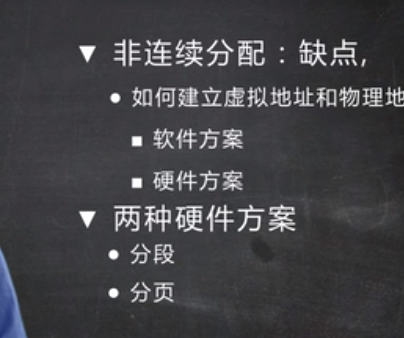 ▼ 非连续分配：缺点,
● 如何建立虚拟地址和物理地
■ 软件方案
■ 硬件方案
▼ 两种硬件方案
● 分段
● 分页